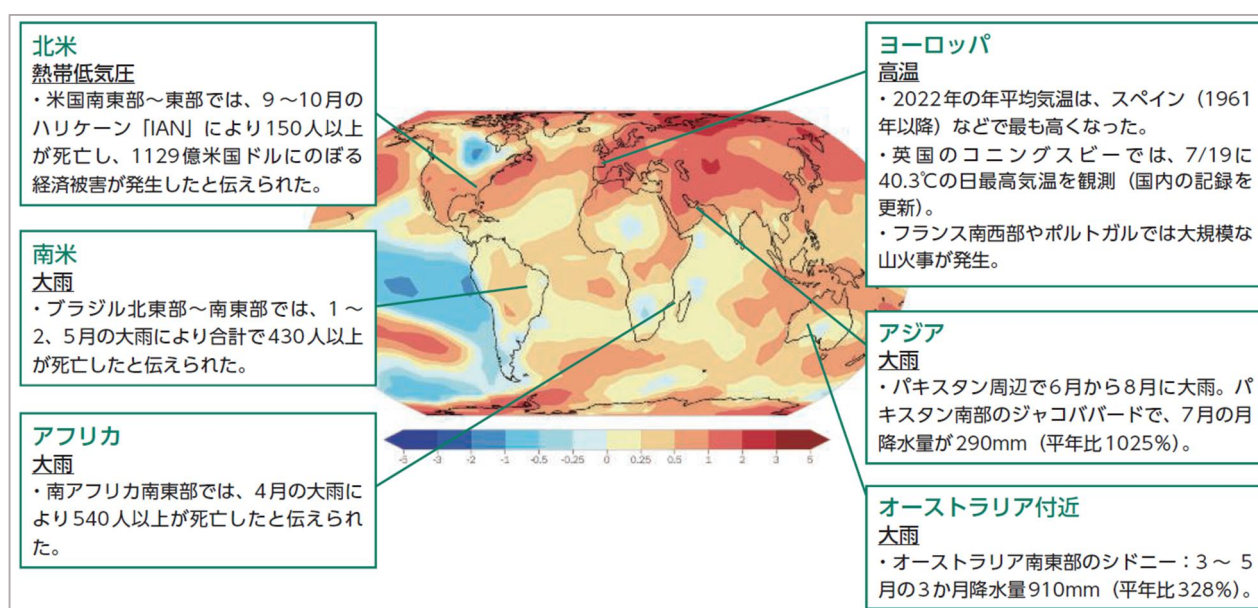 北米
熱帯低気圧
・米国南東部～東部では、9～10月の
ハリケーン「IAN」により150人以上
が死亡し、1129億米国ドルにのぼる
経済被害が発生したと伝えられた。
南米
大雨
・ブラジル北東部～南東部では、1～
2、5月の大雨により合計で430人以上
が死亡したと伝えられた。
アフリカ
大雨
・南アフリカ南東部では、4月の大雨に
より540人以上が死亡したと伝えられ
た。
-5 -3 -2 -1 -0.5 -0.25 0 0.25 0.5 1 2 3 5
ヨーロッパ
高温
・2022年の年平均気温は、スペイン（1961
年以降）などで最も高くなった。
・英国のコニングスビーでは、7/19に
40.3℃の日最高気温を観測（国内の記録を
更新）。
・フランス南西部やポルトガルでは大規模な
山火事が発生。
アジア
大雨
・パキスタン周辺で6月から8月に大雨。パ
キスタン南部のジャコババードで、7月の月
降水量が290mm（平年比1025%）。
オーストラリア付近
大雨
・オーストラリア南東部のシドニー：3～5
月の3か月降水量910mm（平年比328%）。